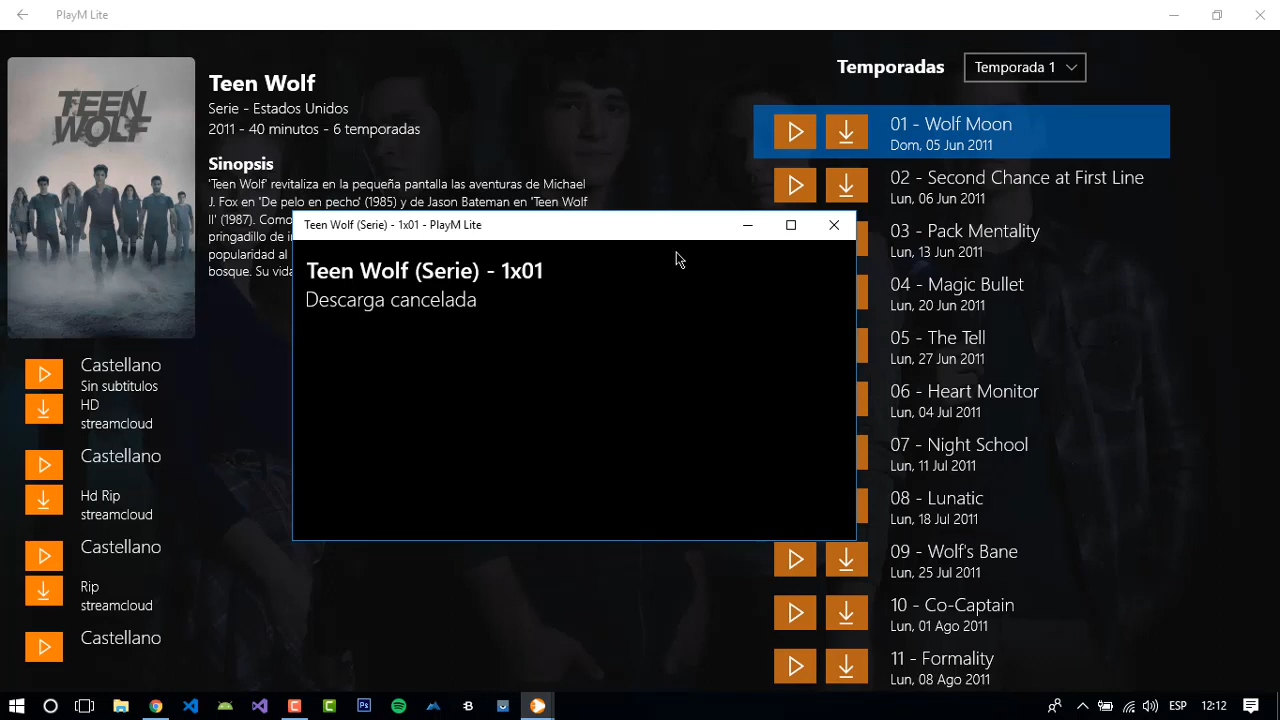 PlayM Lite
TEEN
WOLF
Teen Wolf
Serie - Estados Unidos
2011 - 40 minutos - 6 temporadas
Sinopsis
'Teen Wolf' revitaliza en la pequeña pantalla las aventuras de Michael
J. Fox en 'De pelo en pecho' (1985) y de Jason Bateman en 'Teen Wolf
II' (1987). Como
pringadillo de i
popularidad al
bosque. Su vida
Teen Wolf (Serie) - 1x01 - PlayM Lite
Teen Wolf (Serie) - 1x01
Descarga cancelada
Castellano
Sin subtitulos
HD
streamcloud
Castellano
Hd Rip
streamcloud
Castellano
Rip
streamcloud
Castellano
Temporadas
Temporada 1
01 - Wolf Moon
Dom, 05 Jun 2011
02 - Second Chance at First Line
Lun, 06 Jun 2011
03 - Pack Mentality
Lun, 13 Jun 2011
04 - Magic Bullet
Lun, 20 Jun 2011
05 - The Tell
Lun, 27 Jun 2011
06 - Heart Monitor
Lun, 04 Jul 2011
07 - Night School
Lun, 11 Jul 2011
08 - Lunatic
Lun, 18 Jul 2011
09 - Wolf's Bane
Lun, 25 Jul 2011
10 - Co-Captain
Lun, 01 Ago 2011
11 - Formality
Lun, 08 Ago 2011
ESP
12:12